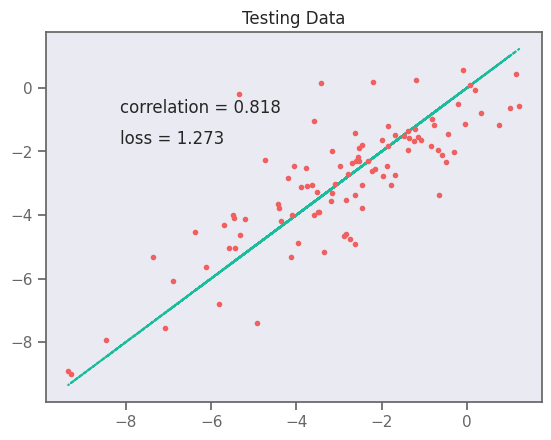 Testing Data
correlation = 0.818
loss = 1.273
0
−2
−4
−6
−8
−8 −6 −4 −2 0